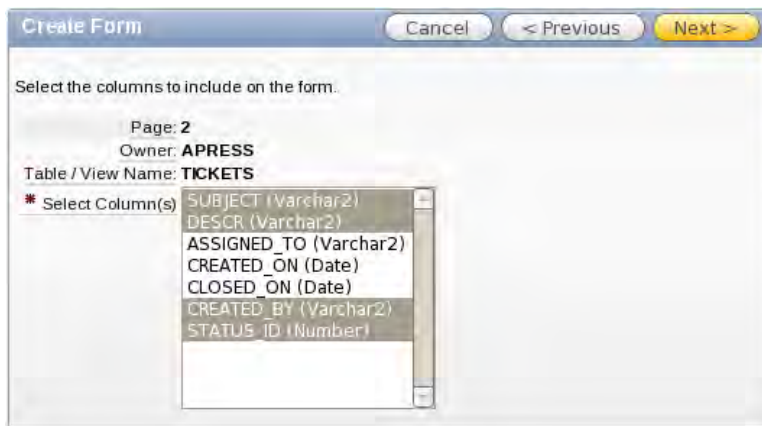 Create Form
Cancel
< Previous
Next >
Select the columns to include on the form.
Page: 2
Owner: APRESS
Table / View Name: TICKETS
* Select Column(s)
SUBJECT (Varchar2)
DESCR (Varchar2)
ASSIGNED_TO (Varchar2)
CREATED_ON (Date)
CLOSED_ON (Date)
CREATED_BY (Varchar2)
STATUS_ID (Number)